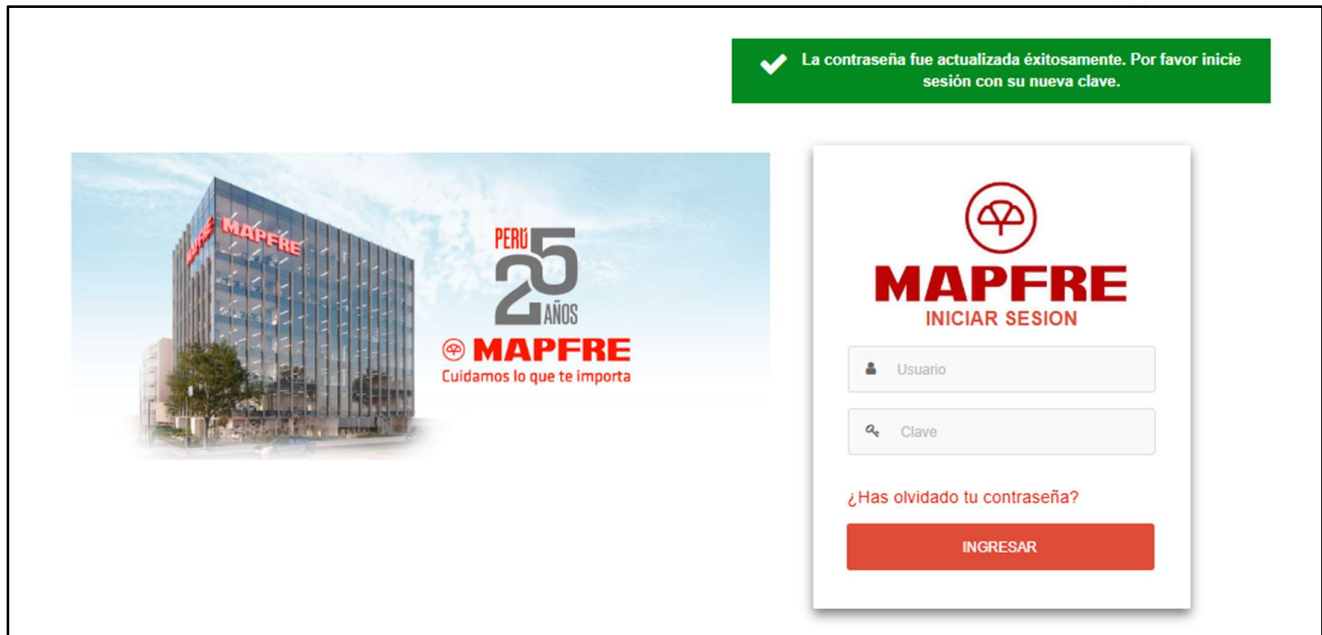 La contraseña fue actualizada éxitosamente. Por favor inicie
sesión con su nueva clave.
MAPFRE
MAPFRE
PERÚ
25
AÑOS
MAPFRE
Cuidamos lo que te importa
MAPFRE
INICIAR SESION
Usuario
Clave
¿Has olvidado tu contraseña?
INGRESAR